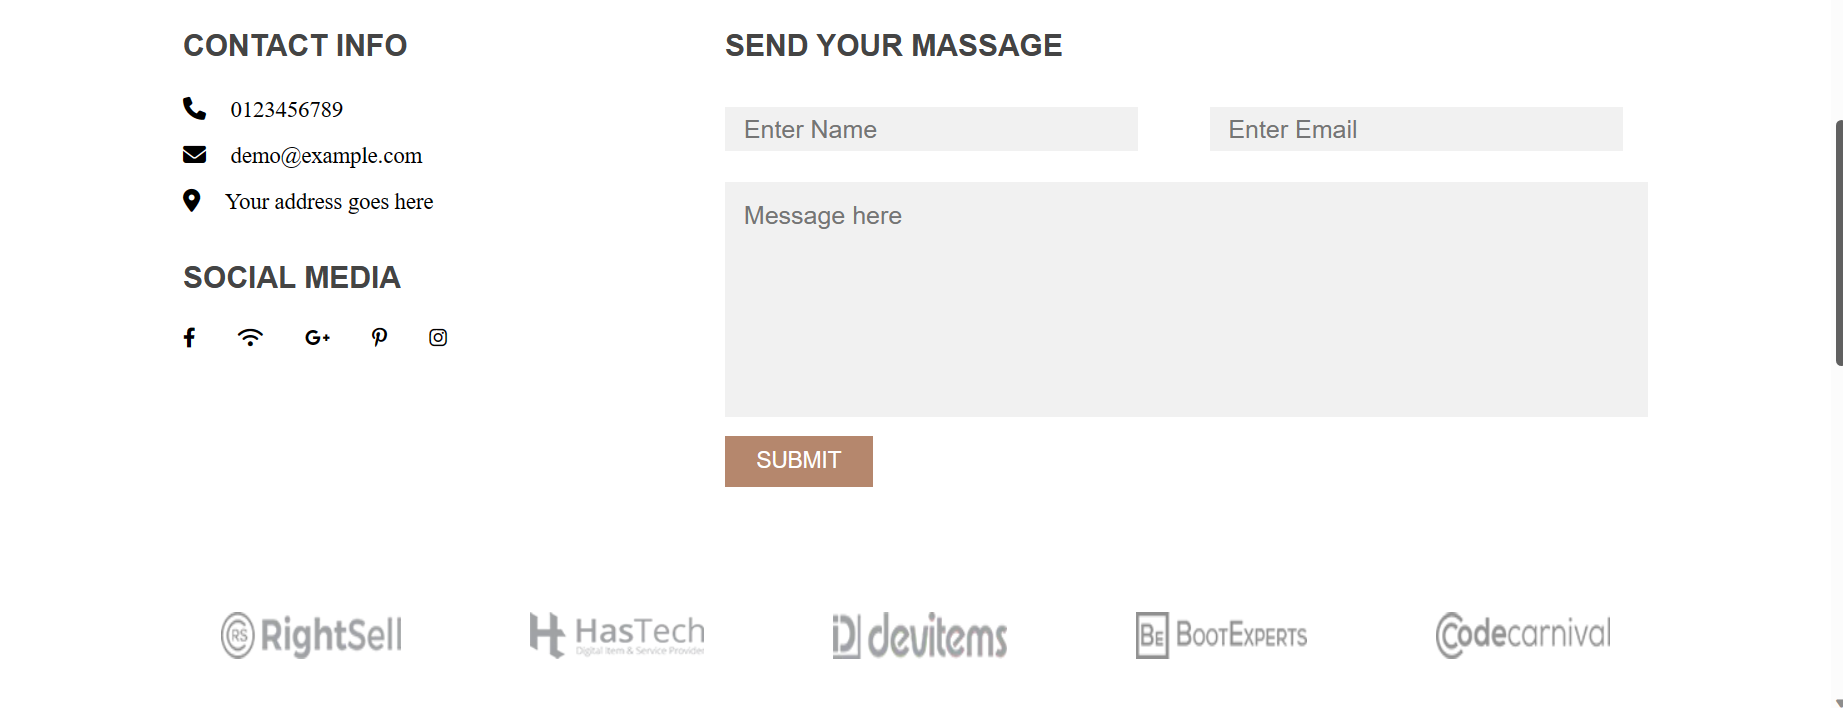 CONTACT INFO
0123456789
demo@example.com
Your address goes here
SOCIAL MEDIA
f G+
SEND YOUR MASSAGE
Enter Name Enter Email
Message here
SUBMIT
RS RightSell
HasTech
Digital Item & Service Provider
D devitems
BE BOOTEXPERTS
Codecarnival